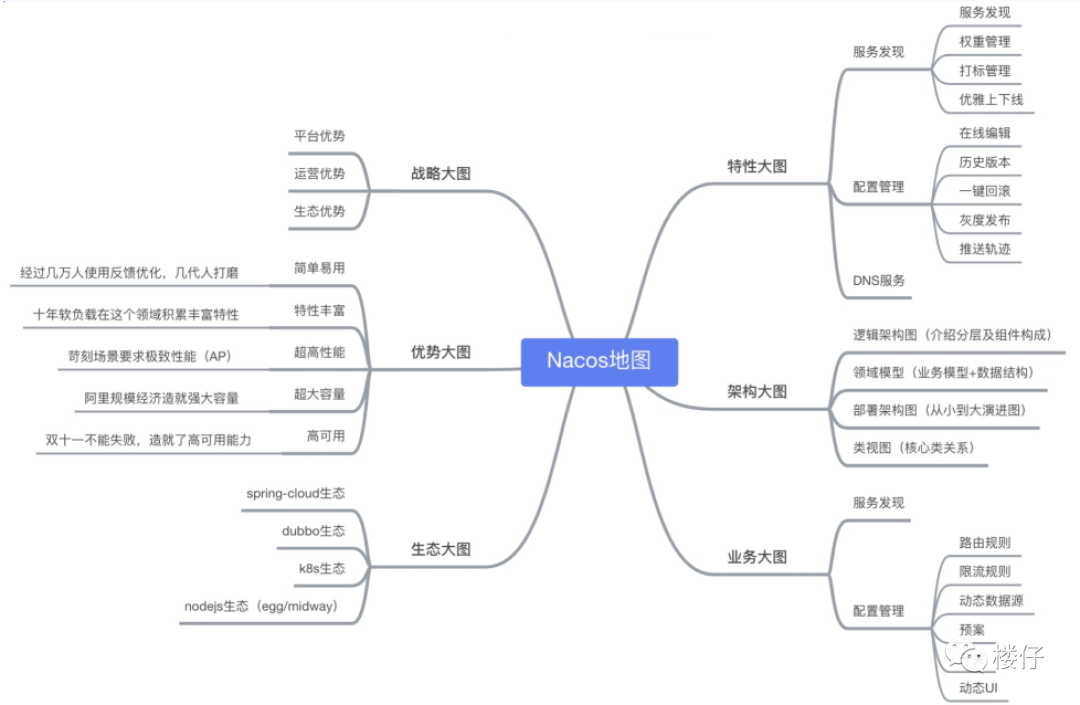 Nacos地图
特性大图
服务发现
服务发现
权重管理
打标管理
优雅上下线
配置管理
在线编辑
历史版本
一键回滚
灰度发布
推送轨迹
DNS服务
架构大图
逻辑架构图（介绍分层及组件构成）
领域模型（业务模型+数据结构）
部署架构图（从小到大演进图）
类视图（核心类关系）
业务大图
服务发现
配置管理
路由规则
限流规则
动态数据源
预案
动态UI
战略大图
平台优势
运营优势
生态优势
优势大图
简单易用
经过几万人使用反馈优化，几代人打磨
特性丰富
十年软负载在这个领域积累丰富特性
超高性能
苛刻场景要求极致性能（AP）
超大容量
阿里规模经济造就强大容量
高可用
双十一不能失败，造就了高可用能力
生态大图
spring-cloud生态
dubbo生态
k8s生态
nodejs生态（egg/midway）
楼仔